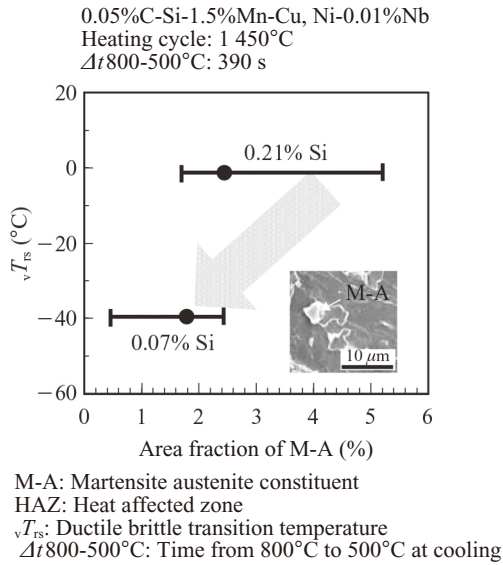 0.05%C-Si-1.5%Mn-Cu, Ni-0.01%Nb
Heating cycle: 1 450°C
Δt800-500°C: 390 s
20
0
−20
−40
−60
vTrs (°C)
0.21% Si
0.07% Si
M-A
10 μm
0 1 2 3 4 5 6
Area fraction of M-A (%)
M-A: Martensite austenite constituent
HAZ: Heat affected zone
vTrs: Ductile brittle transition temperature
Δt800-500°C: Time from 800°C to 500°C at cooling